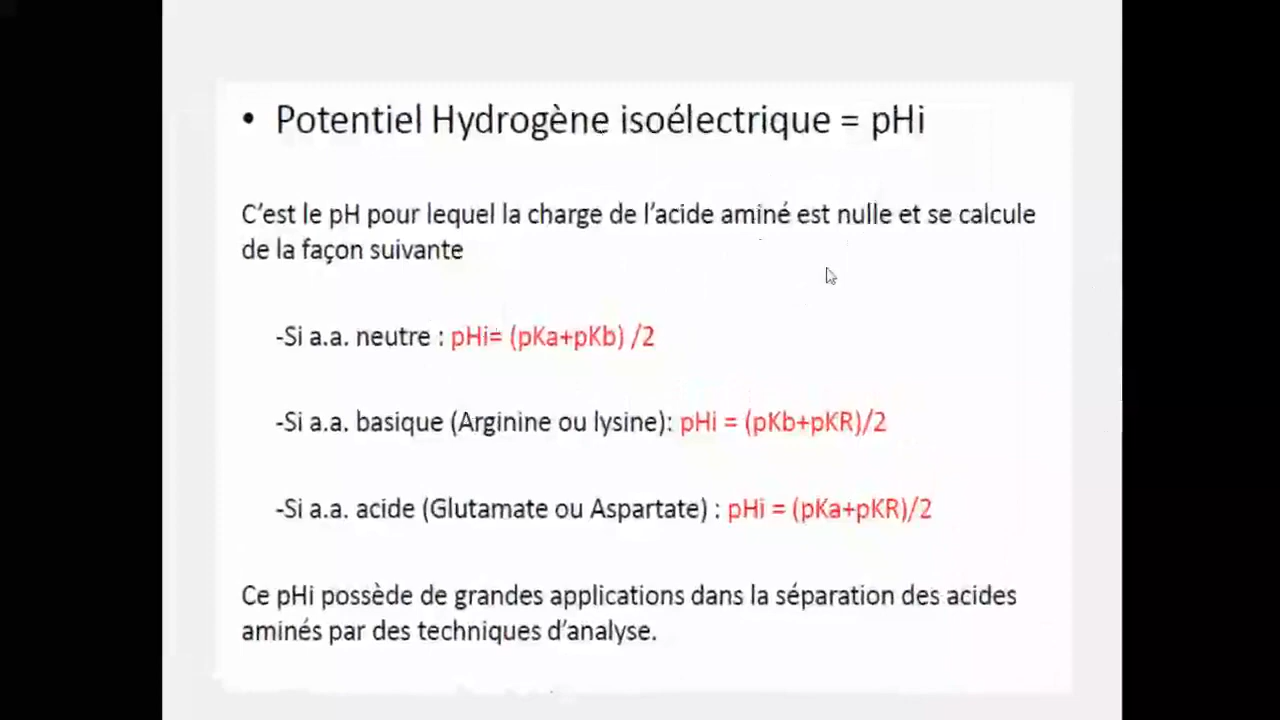 • Potentiel Hydrogène isoélectrique = pHi
C'est le pH pour lequel la charge de l'acide aminé est nulle et se calcule
de la façon suivante
-Si a.a. neutre : pHi= (pKa+pKb) /2
-Si a.a. basique (Arginine ou lysine): pHi = (pKb+pKR)/2
-Si a.a. acide (Glutamate ou Aspartate) : pHi = (pKa+pKR)/2
Ce pHi possède de grandes applications dans la séparation des acides
aminés par des techniques d'analyse.